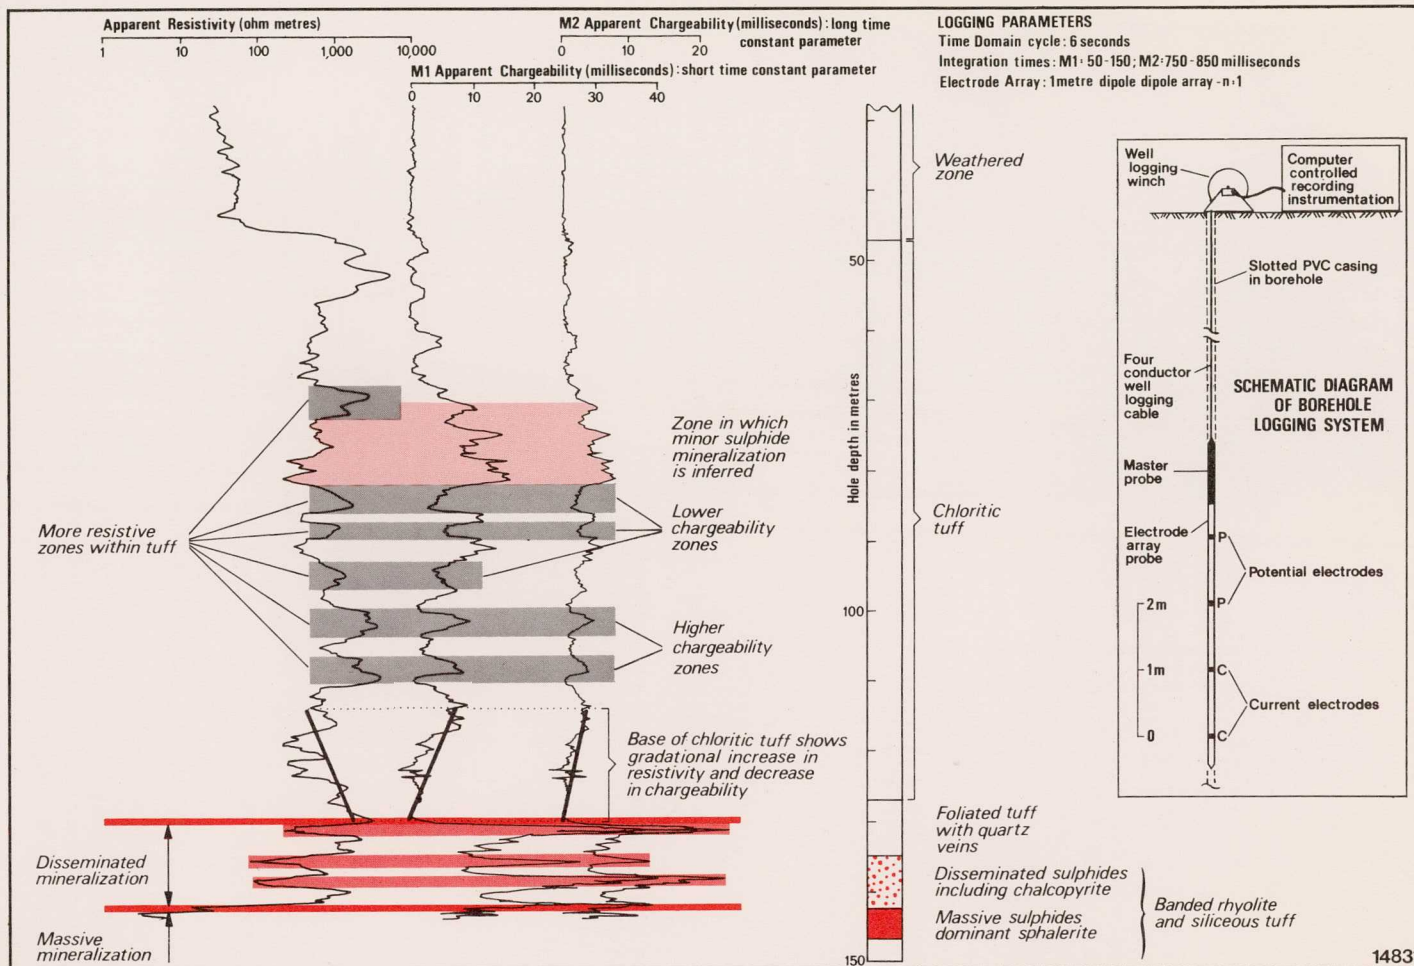 Apparent Resistivity (ohm metres)
1 10 100 1,000 10,000
M2 Apparent Chargeability (milliseconds): long time
constant parameter
0 10 20
M1 Apparent Chargeability (milliseconds): short time constant parameter
0 10 20 30 40
LOGGING PARAMETERS
Time Domain cycle: 6 seconds
Integration times: M1: 50-150; M2: 750-850 milliseconds
Electrode Array: 1metre dipole dipole array -n:1
Weathered
zone
Zone in which
minor sulphide
mineralization
is inferred
Lower
chargeability
zones
More resistive
zones within tuff
Higher
chargeability
zones
Base of chloritic tuff shows
gradational increase in
resistivity and decrease
in chargeability
Disseminated
mineralization
Massive
mineralization
Hole depth in metres
50
100
150
Chloritic
tuff
Foliated tuff
with quartz
veins
Disseminated sulphides
including chalcopyrite
Massive sulphides
dominant sphalerite
Banded rhyolite
and siliceous tuff
Well
logging
winch
Computer
controlled
recording
instrumentation
Slotted PVC casing
in borehole
Four
conductor
well
logging
cable
SCHEMATIC DIAGRAM
OF BOREHOLE
LOGGING SYSTEM
Master
probe
Electrode
array
probe
P
Potential electrodes
2m
P
1m
C
Current electrodes
0
C
1483